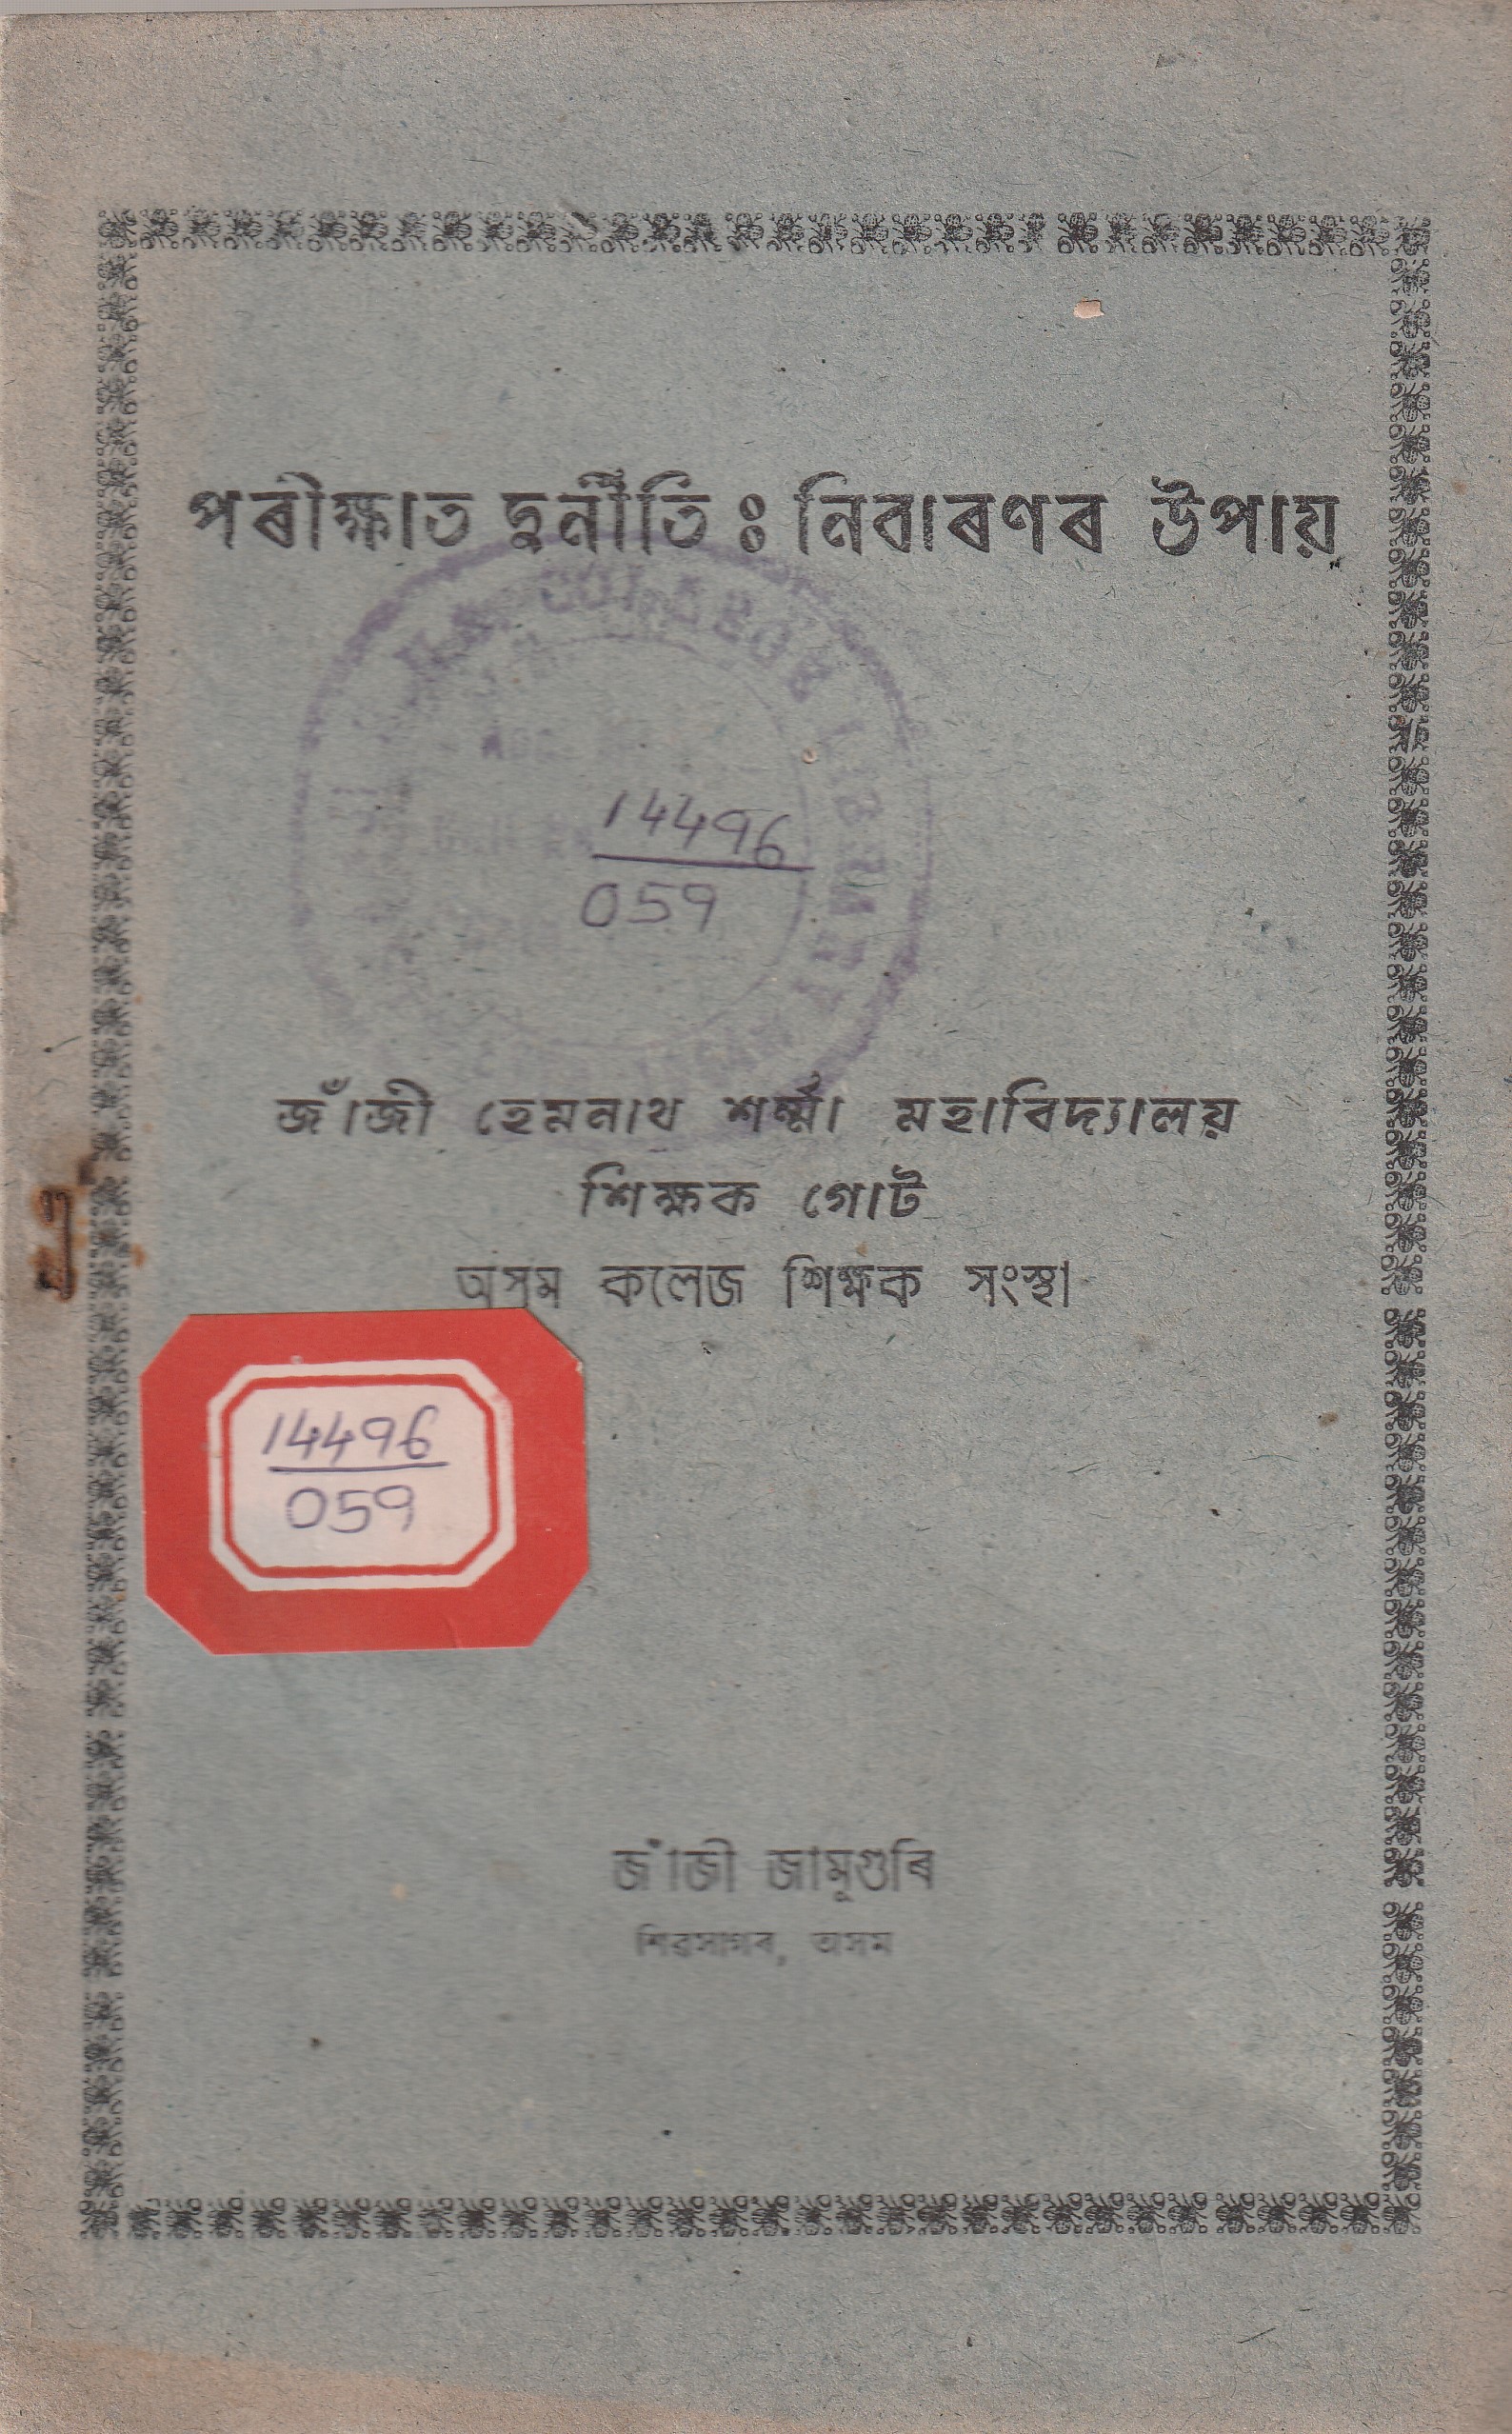 পৰীক্ষাত দুৰ্নীতি ঃ নিবাৰণৰ উপায়
14496
059
জাঁজী হেমনাথ শৰ্ম্মা মহাবিদ্যালয়
শিক্ষক গোট
অসম কলেজ শিক্ষক সংস্থা
14496
059
জাঁজী জামুগুৰি
শিৱসাগৰ, অসম